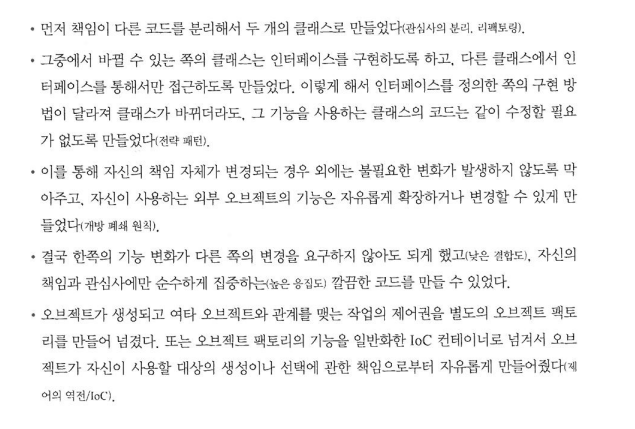 • 먼저 책임이 다른 코드를 분리해서 두 개의 클래스로 만들었다(관심사의 분리, 리팩토링).
• 그중에서 바뀔 수 있는 쪽의 클래스는 인터페이스를 구현하도록 하고, 다른 클래스에서 인
터페이스를 통해서만 접근하도록 만들었다. 이렇게 해서 인터페이스를 정의한 쪽의 구현 방
법이 달라져 클래스가 바뀌더라도, 그 기능을 사용하는 클래스의 코드는 같이 수정할 필요
가 없도록 만들었다(전략 패턴).
• 이를 통해 자신의 책임 자체가 변경되는 경우 외에는 불필요한 변화가 발생하지 않도록 막
아주고, 자신이 사용하는 외부 오브젝트의 기능은 자유롭게 확장하거나 변경할 수 있게 만
들었다(개방 폐쇄 원칙).
• 결국 한쪽의 기능 변화가 다른 쪽의 변경을 요구하지 않아도 되게 했고(낮은 결합도), 자신의
책임과 관심사에만 순수하게 집중하는(높은 응집도) 깔끔한 코드를 만들 수 있었다.
• 오브젝트가 생성되고 여타 오브젝트와 관계를 맺는 작업의 제어권을 별도의 오브젝트 팩토
리를 만들어 넘겼다. 또는 오브젝트 팩토리의 기능을 일반화한 IoC 컨테이너로 넘겨서 오브
젝트가 자신이 사용할 대상의 생성이나 선택에 관한 책임으로부터 자유롭게 만들어줬다(제
어의 역전/IoC).